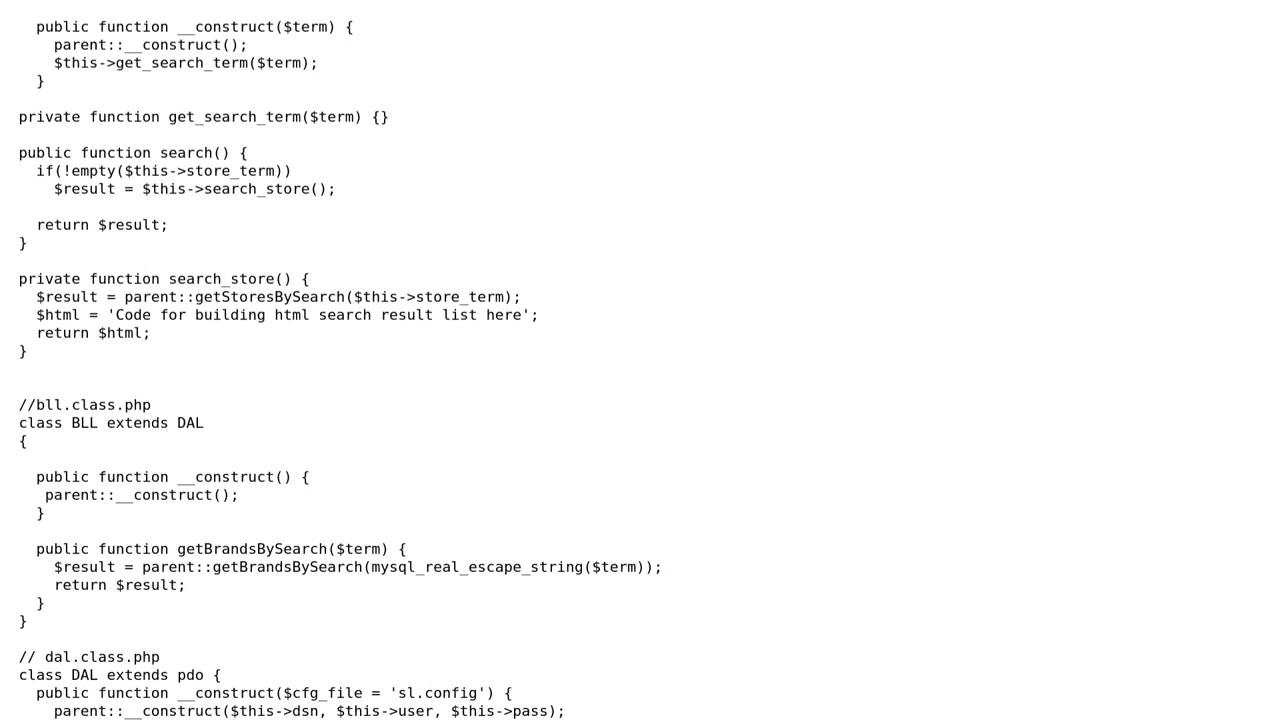 public function __construct($term) {
parent::__construct();
$this->get_search_term($term);
}
private function get_search_term($term) {}
public function search() {
if(!empty($this->store_term))
$result = $this->search_store();
return $result;
}
private function search_store() {
$result = parent::getStoresBySearch($this->store_term);
$html = 'Code for building html search result list here';
return $html;
}
//bll.class.php
class BLL extends DAL
{
public function __construct() {
parent::__construct();
}
public function getBrandsBySearch($term) {
$result = parent::getBrandsBySearch(mysql_real_escape_string($term));
return $result;
}
}
// dal.class.php
class DAL extends pdo {
public function __construct($cfg_file = 'sl.config') {
parent::__construct($this->dsn, $this->user, $this->pass);